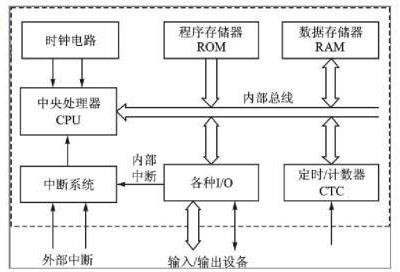 时钟电路
程序存储器
ROM
数据存储器
RAM
中央处理器
CPU
内部总线
内部
中断
中断系统
各种I/O
定时/计数器
CTC
外部中断
输入/输出设备